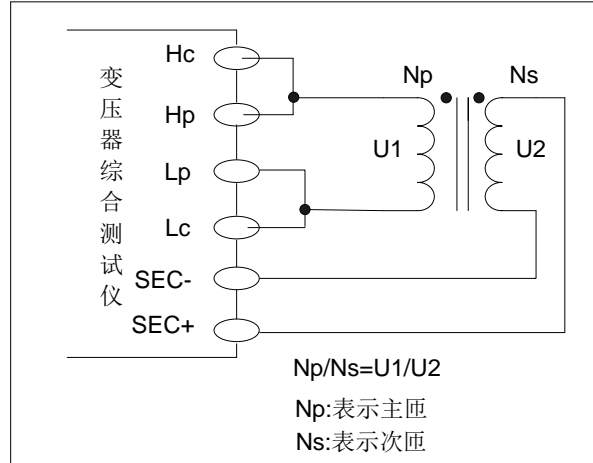 变压器综合测试仪
Hc
Hp
Lp
Lc
SEC-
SEC+
Np
Ns
U1
U2
Np/Ns=U1/U2
Np:表示主匝
Ns:表示次匝